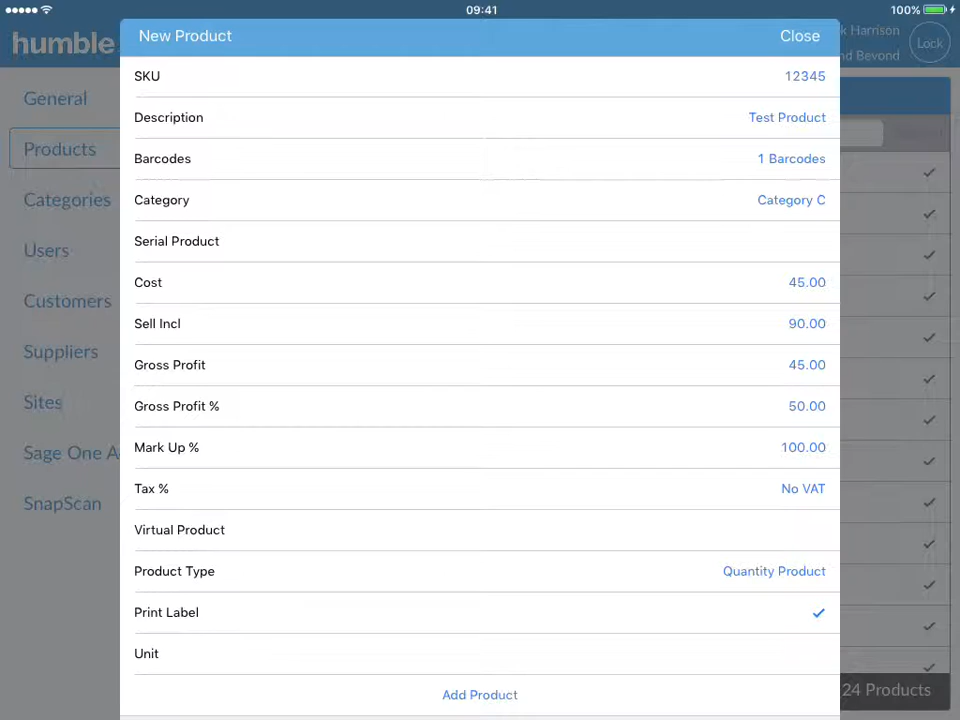 09:41
100%
humble
New Product
Close
k Harrison
nd Beyond
Lock
General
Products
Categories
Users
Customers
Suppliers
Sites
Sage One A
SnapScan
SKU 12345
Description Test Product
Barcodes 1 Barcodes
Category Category C
Serial Product
Cost 45.00
Sell Incl 90.00
Gross Profit 45.00
Gross Profit % 50.00
Mark Up % 100.00
Tax % No VAT
Virtual Product
Product Type Quantity Product
Print Label
Unit
Add Product
24 Products